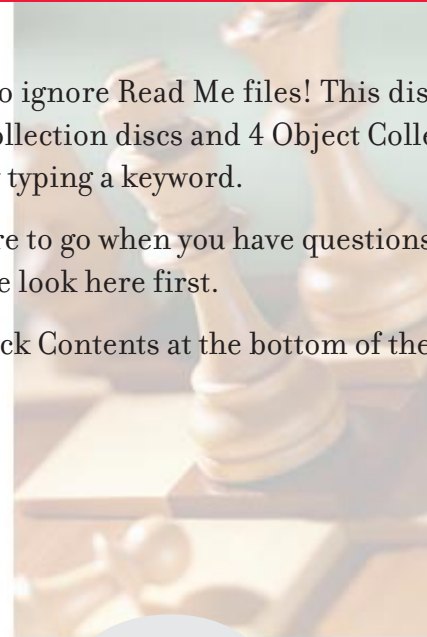 o ignore Read Me files! This dis
ollection discs and 4 Object Colle
typing a keyword.
re to go when you have questions
e look here first.
ck Contents at the bottom of the